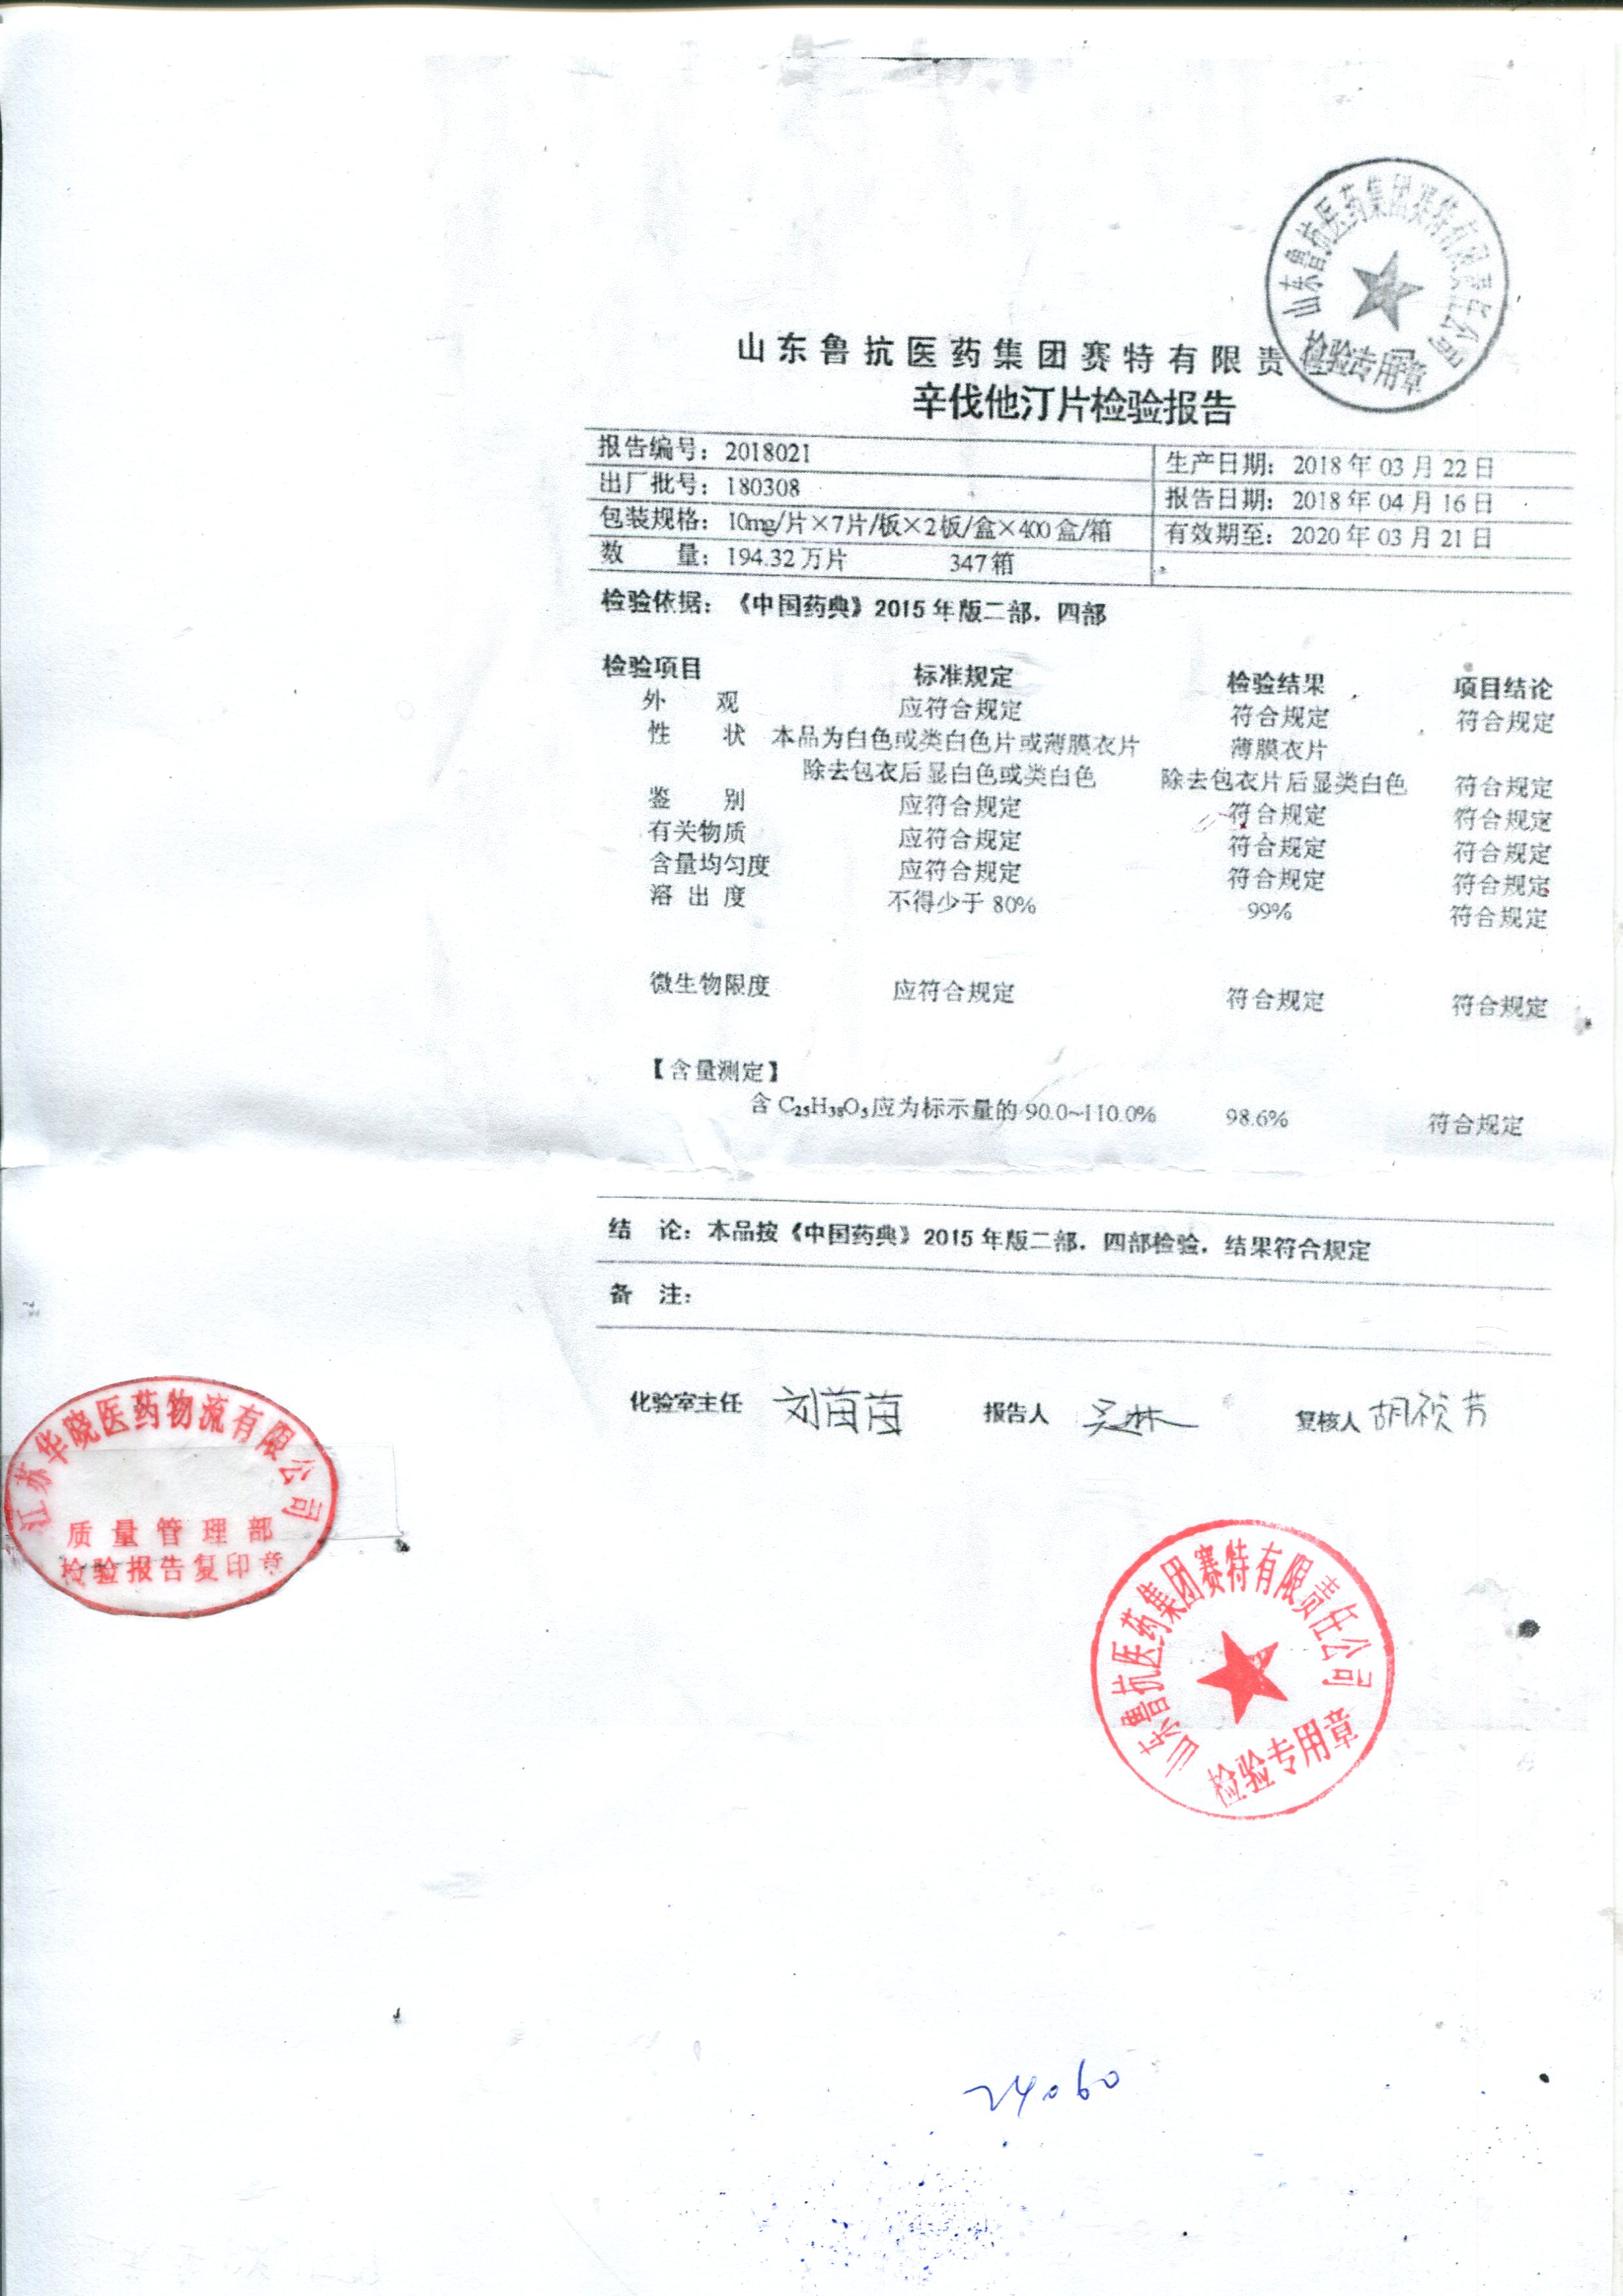 山东鲁抗医药集团赛特有限责任公司
检验专用章
山东鲁抗医药集团赛特有限责
辛伐他汀片检验报告
报告编号：2018021 生产日期：2018年03月22日
出厂批号：180308 报告日期：2018年04月16日
包装规格：10mg/片×7片/板×2板/盒×400盒/箱 有效期至：2020年03月21日
数 量：194.32万片 347箱
检验依据：《中国药典》2015年版二部，四部
检验项目 标准规定 检验结果 项目结论
外 观 应符合规定 符合规定 符合规定
性 状 本品为白色或类白色片或薄膜衣片 薄膜衣片
除去包衣后显白色或类白色 除去包衣片后显类白色 符合规定
鉴 别 应符合规定 符合规定 符合规定
有关物质 应符合规定 符合规定 符合规定
含量均匀度 应符合规定 符合规定 符合规定
溶出度 不得少于80% 99% 符合规定
微生物限度 应符合规定 符合规定 符合规定
【含量测定】
含C₂₅H₃₈O₅应为标示量的90.0~110.0% 98.6% 符合规定
结 论：本品按《中国药典》2015年版二部，四部检验，结果符合规定
备 注：
化验室主任 刘苗苗 报告人 吴林 复核人
江苏华晓医药物流有限公司
质量管理部
检验报告复印章
山东鲁抗医药集团赛特有限责任公司
检验专用章
24060